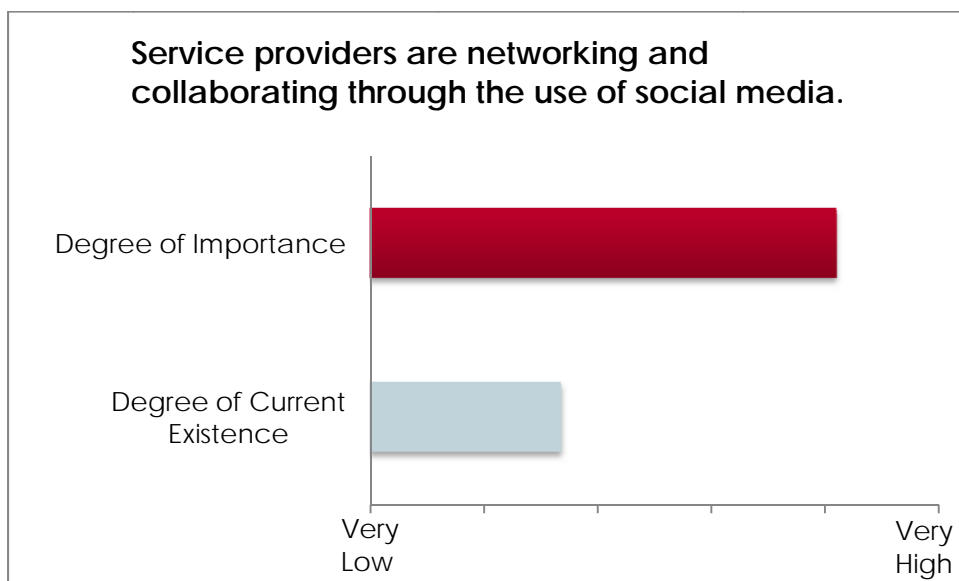 Service providers are networking and
collaborating through the use of social media.
Degree of Importance
Degree of Current
Existence
Very
Low
Very
High